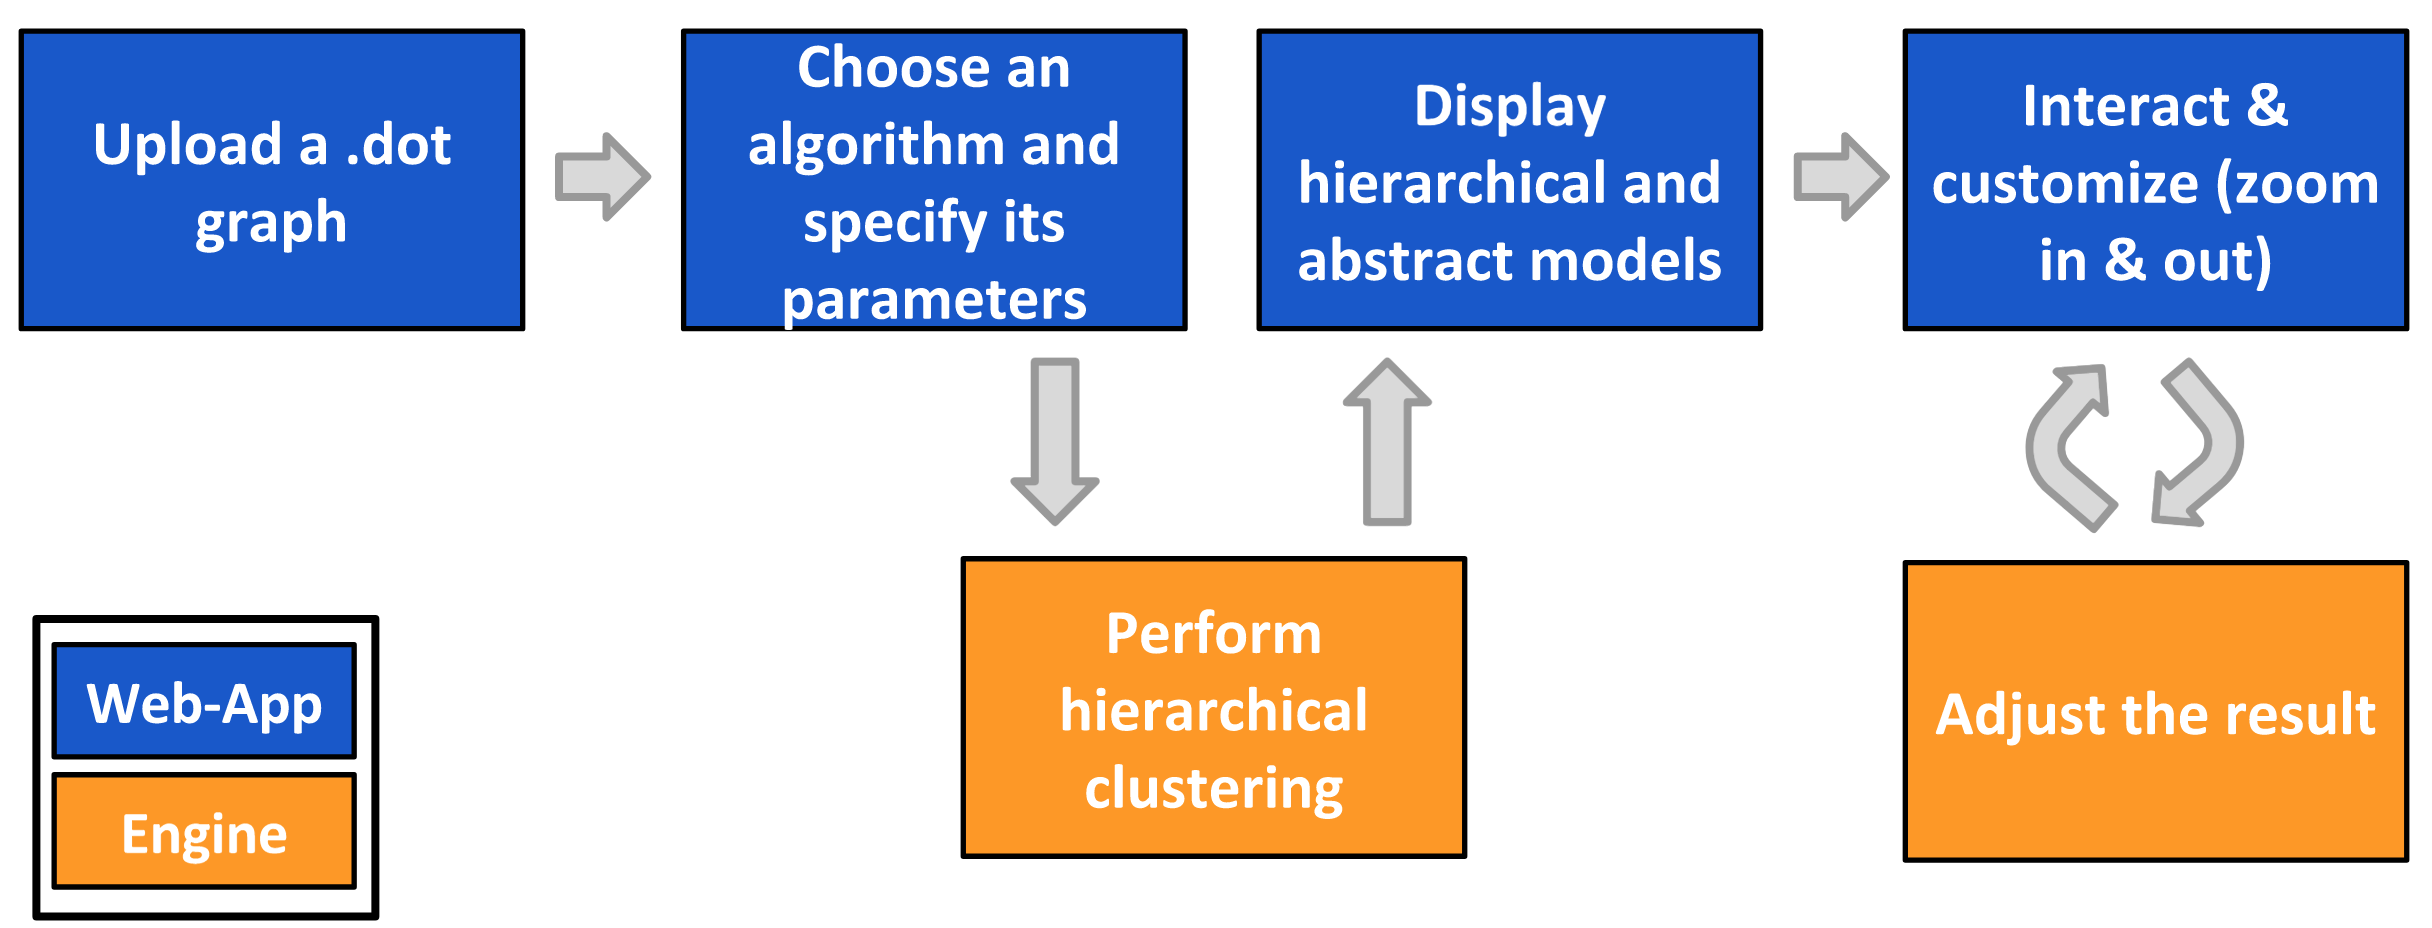 Upload a .dot
graph
Choose an
algorithm and
specify its
parameters
Display
hierarchical and
abstract models
Interact &
customize (zoom
in & out)
Perform
hierarchical
clustering
Adjust the result
Web-App
Engine